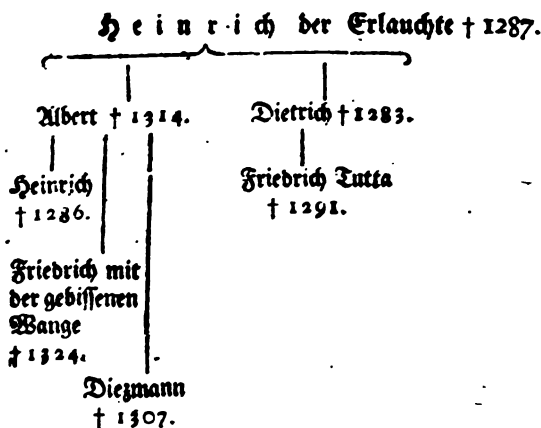 Heinrich der Erlauchte † 1287.
Albert † 1314.
Dietrich † 1283.
Heinrich
† 1286.
Friedrich Tutta
† 1291.
Friedrich mit
der gebissenen
Wange
† 1324.
Diezmann
† 1307.